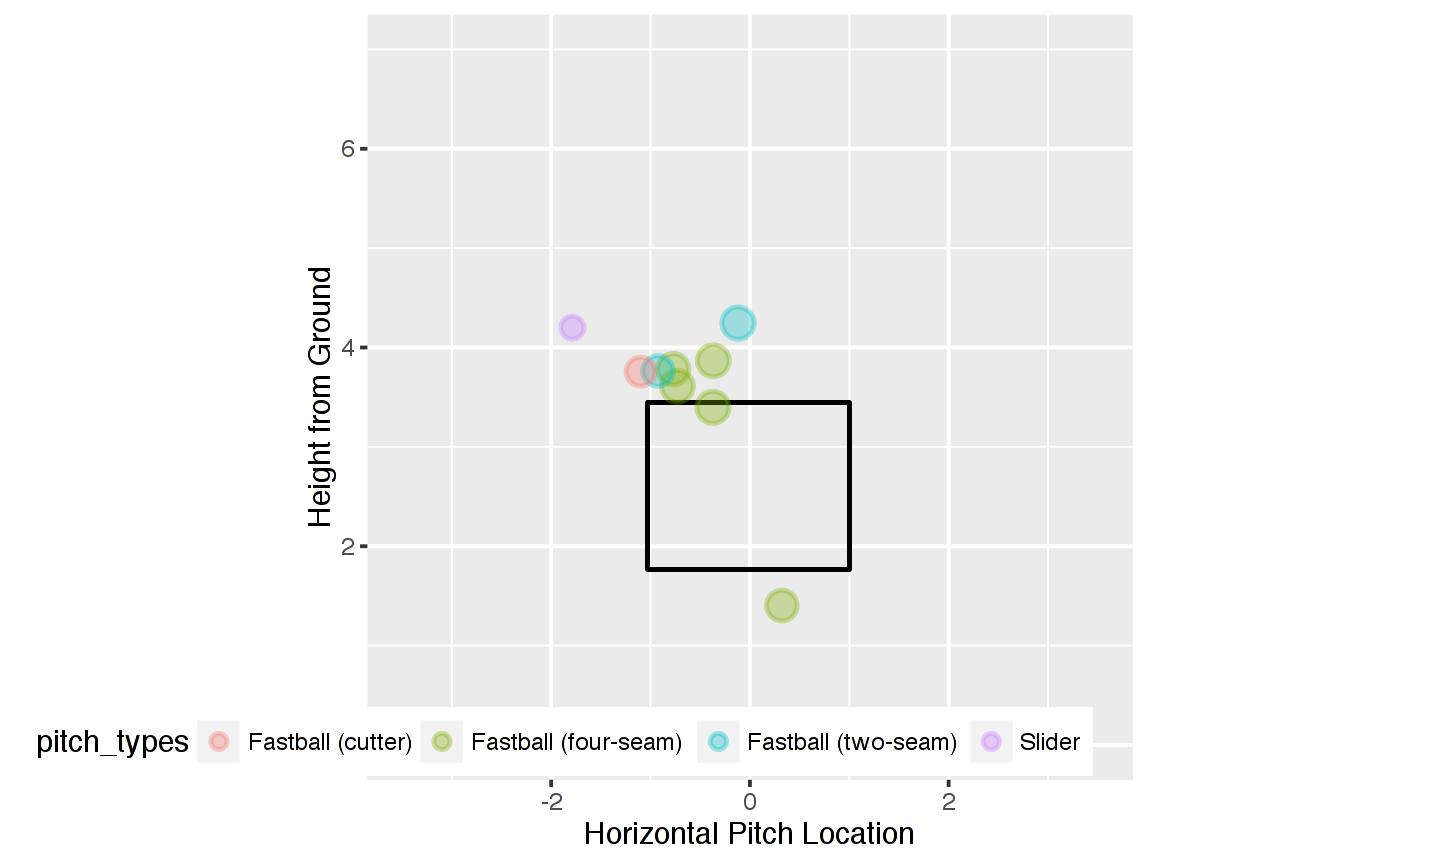 6
4
2
Height from Ground
pitch_types Fastball (cutter) Fastball (four-seam) Fastball (two-seam) Slider
-2 0 2
Horizontal Pitch Location